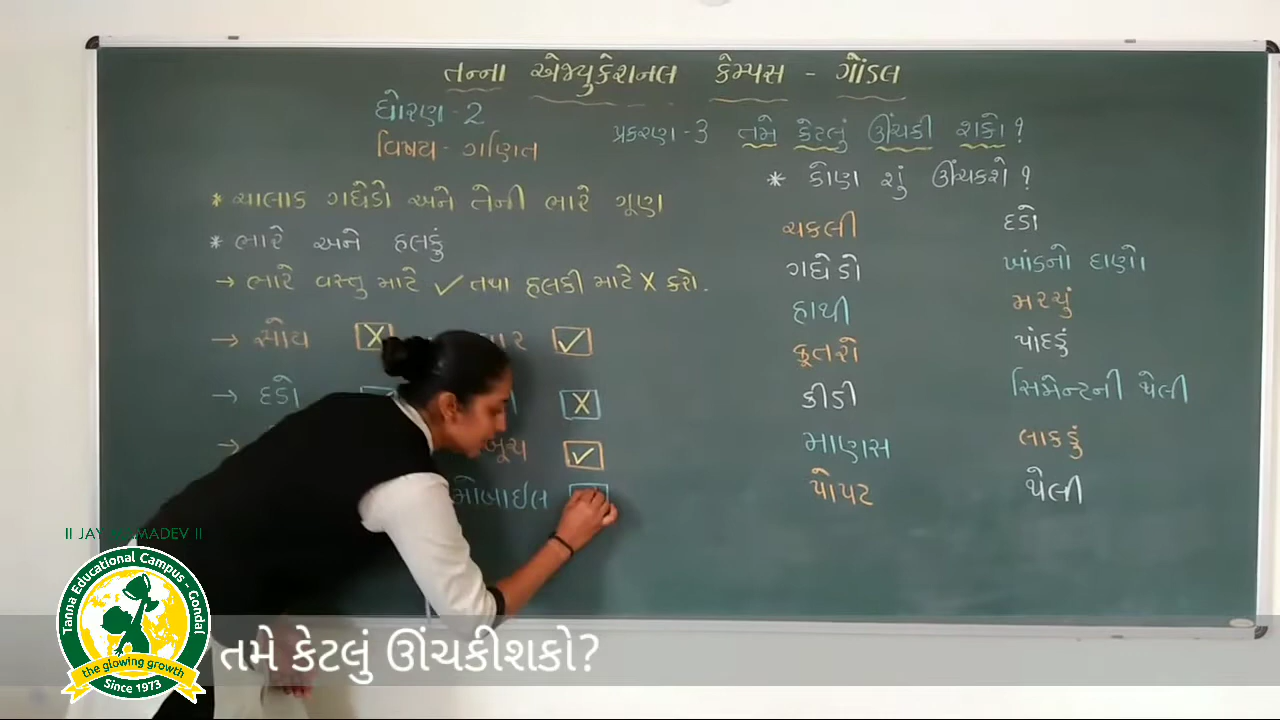 તન્ના એજ્યુકેશનલ કેમ્પસ - ગોંડલ
ધોરણ-2
વિષય - ગણિત
પ્રકરણ-3 તમે કેટલું ઊંચકી શકો?
* ચાલાક ગધેડો અને તેની ભારે ગૂણ
* ભારે અને હલકું
→ ભારે વસ્તુ માટે ✓ તથા હલકી માટે X કરો.
→ સોય X ✓
→ દડો X
→ ✓
મોબાઈલ
* કોણ શું ઊંચકશે?
ચકલી દડો
ગધેડો ખાંડનો દાણો
હાથી મરચું
કૂતરો પાંદડું
કીડી સિમેન્ટની થેલી
માણસ લાકડું
પોપટ થેલી
II JAY MADEV II
Tanna Educational Campus - Gondal
the glowing growth
Since 1973
તમે કેટલું ઊંચકીશકો?